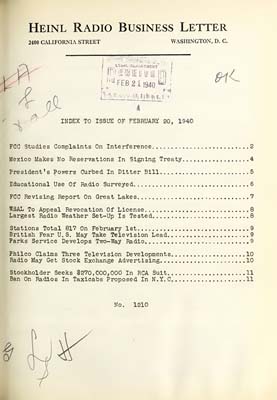 HEINL RADIO BUSINESS LETTER
2400 CALIFORNIA STREET WASHINGTON, D. C.
FEB 21 1940
OK
INDEX TO ISSUE OF FEBRUARY 20, 1940
FCC Studies Complaints On Interference....................2
Mexico Makes No Reservations In Signing Treaty.............4
President's Powers Curbed In Ditter Bill...................5
Educational Use Of Radio Surveyed..........................6
FCC Revising Report On Great Lakes.........................7
WSAL To Appeal Revocation Of License.......................8
Largest Radio Weather Set-Up Is Tested.....................8
Stations Total 817 On February 1st.........................9
British Fear U.S. May Take Television Lead.................9
Parks Service Develops Two-Way Radio.......................9
Philco Claims Three Television Developments...............10
Radio May Get Stock Exchange Advertising..................10
Stockholder Seeks $270,000,000 In RCA Suit................11
Ban On Radios In Taxicabs Proposed In N.Y.C...............11
No. 1210